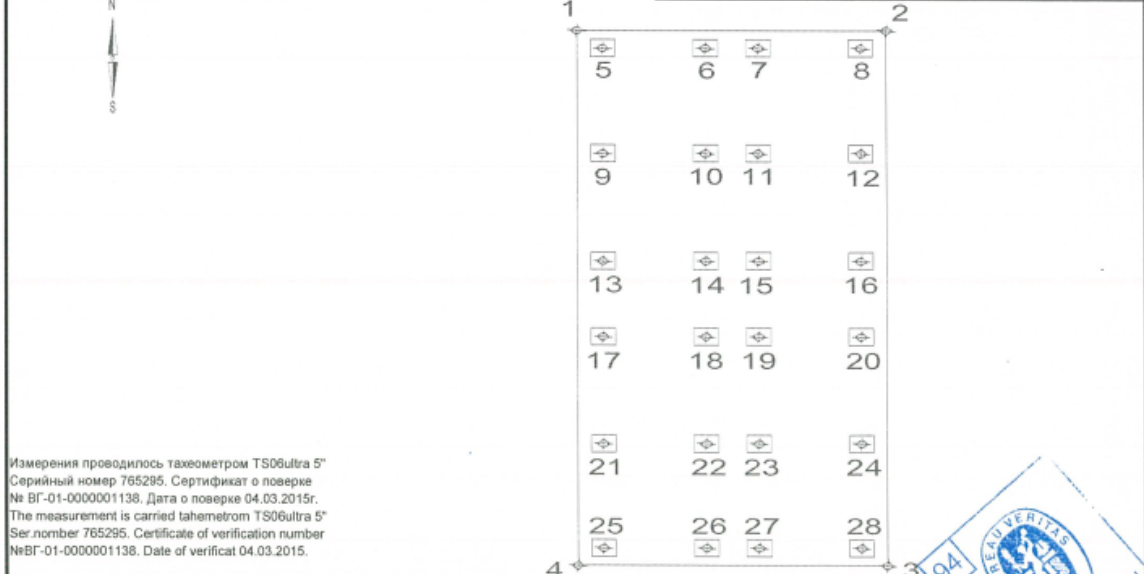 N
S
1
2
5 6 7 8
9 10 11 12
13 14 15 16
17 18 19 20
21 22 23 24
25 26 27 28
4
3
Измерения проводилось тахеометром TS06ultra 5"
Серийный номер 765295. Сертификат о поверке
№ ВГ-01-0000001138. Дата о поверке 04.03.2015г.
The measurement is carried tahemetrom TS06ultra 5"
Ser.nomber 765295. Certificate of verification number
№ВГ-01-0000001138. Date of verificat 04.03.2015.
94
EAU VERITAS